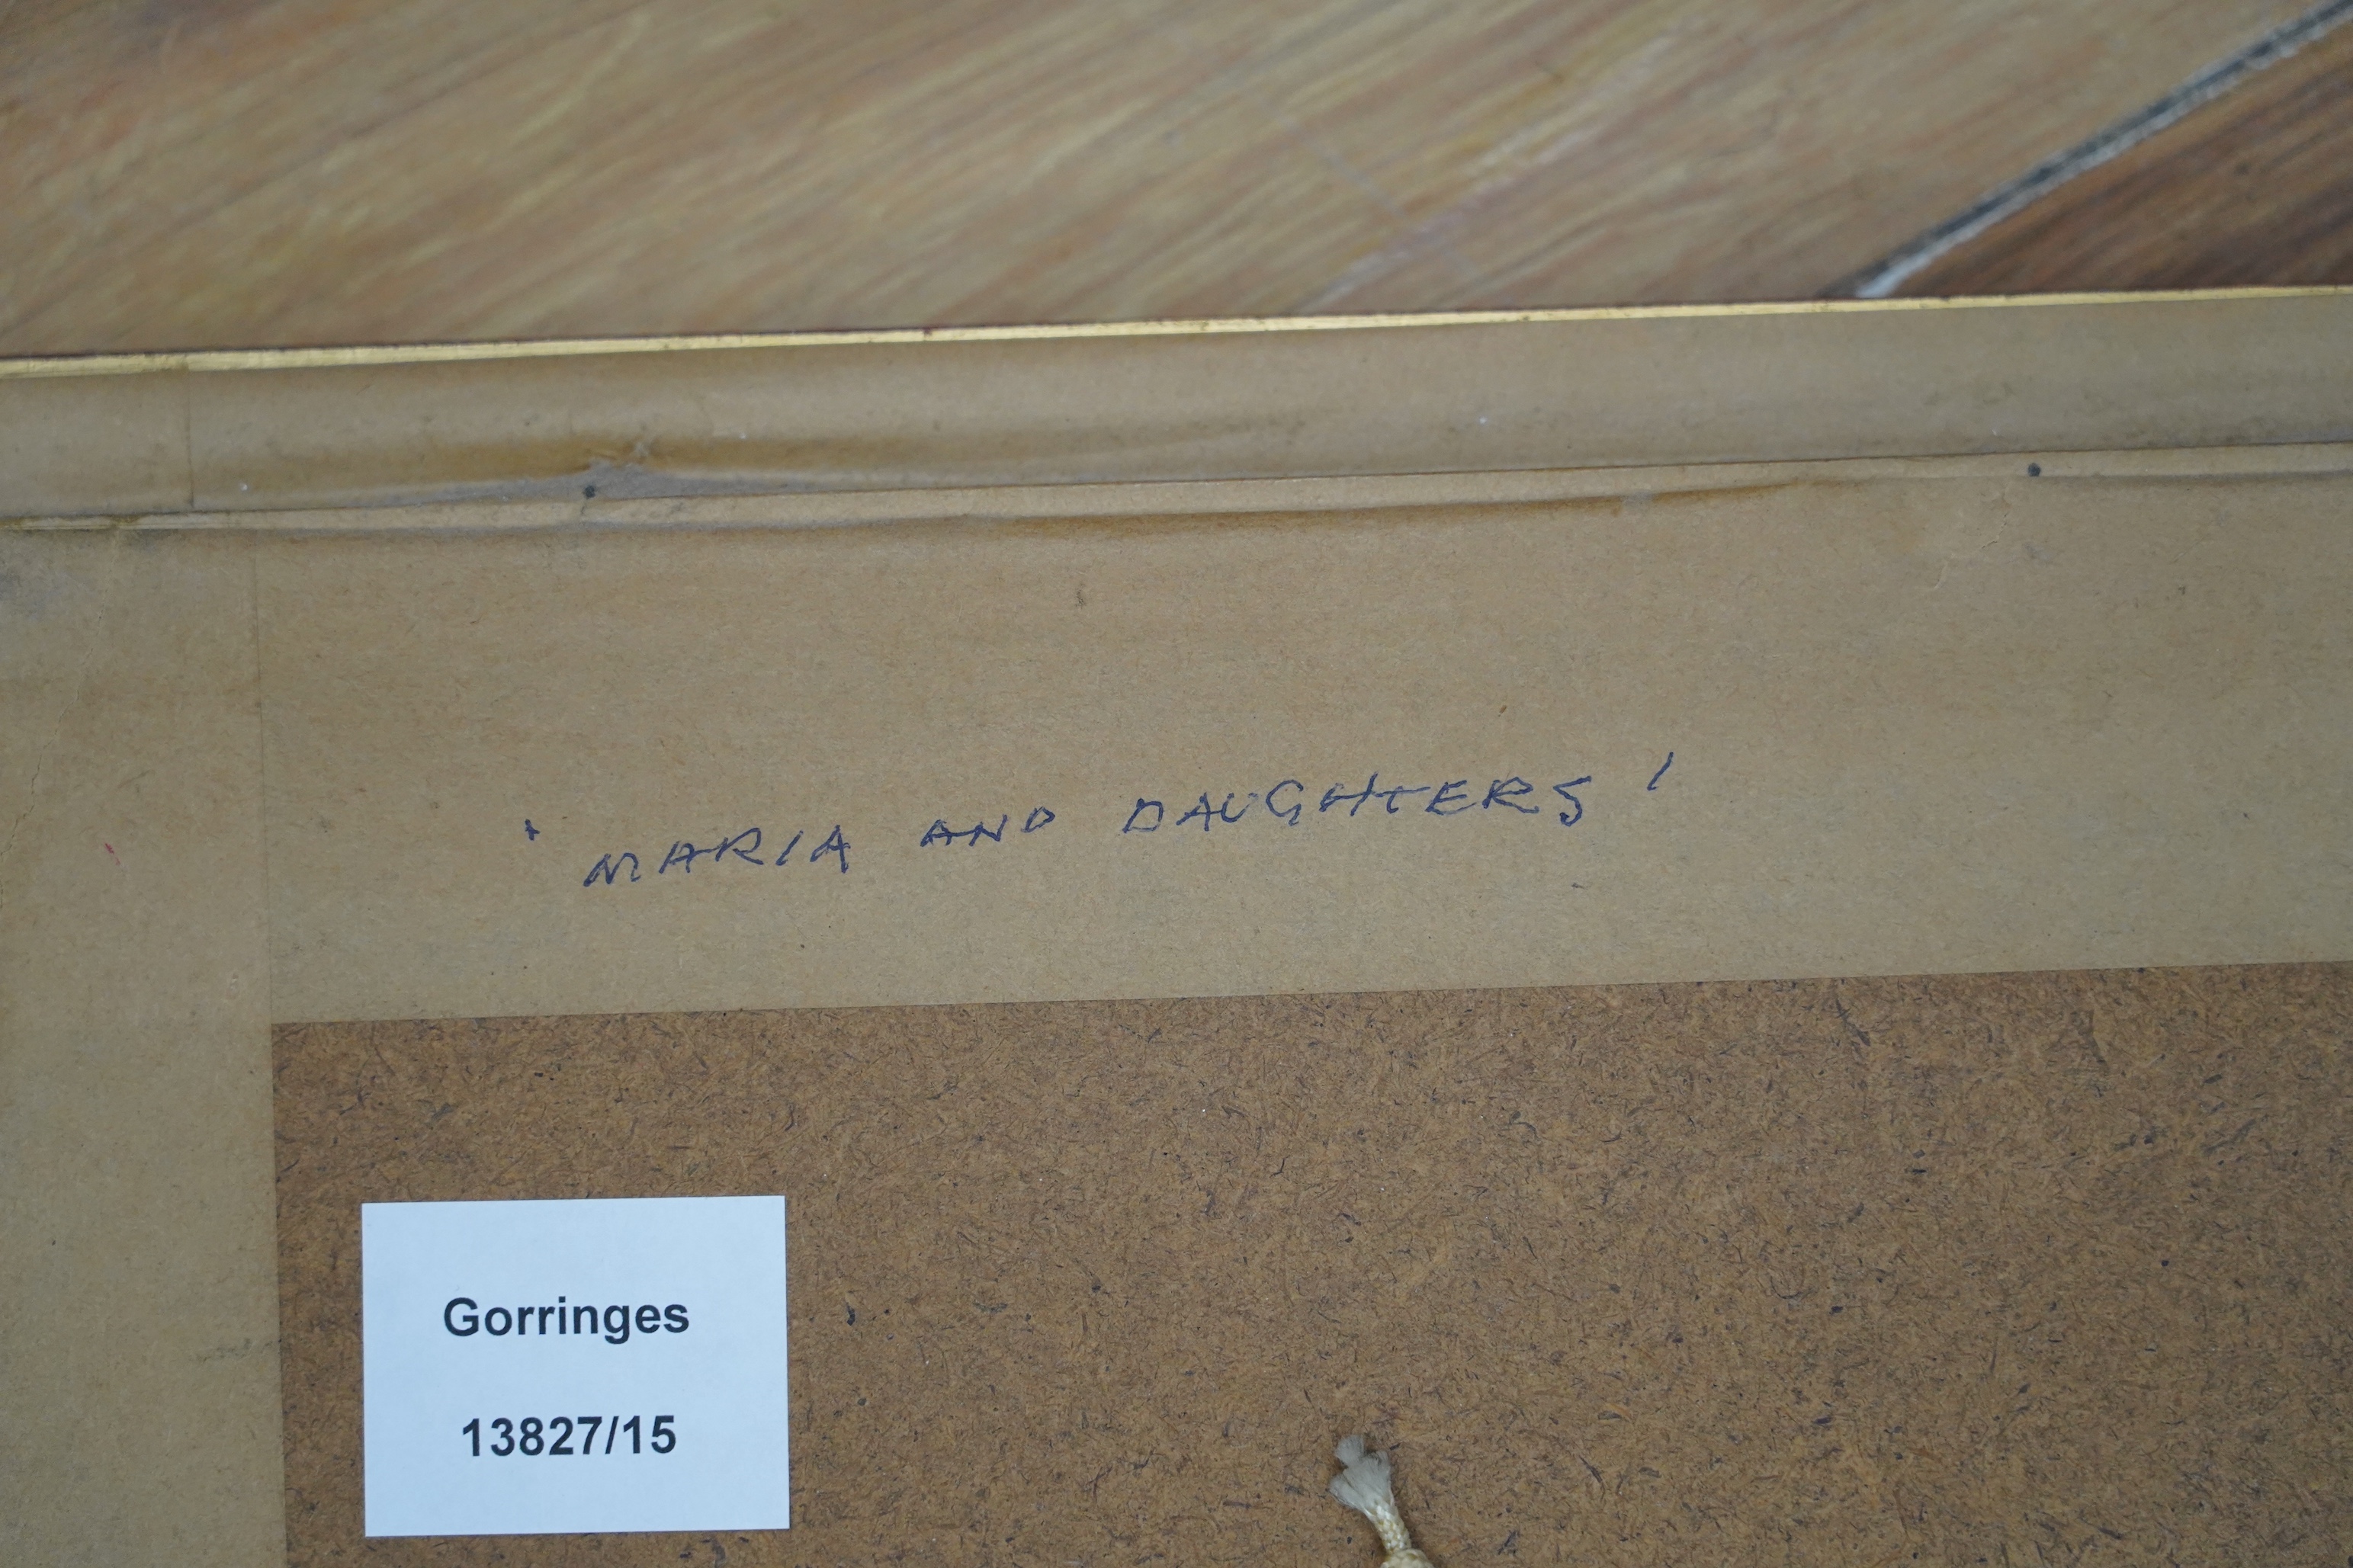 'MARIA AND DAUGHTERS'
Gorringes
13827/15